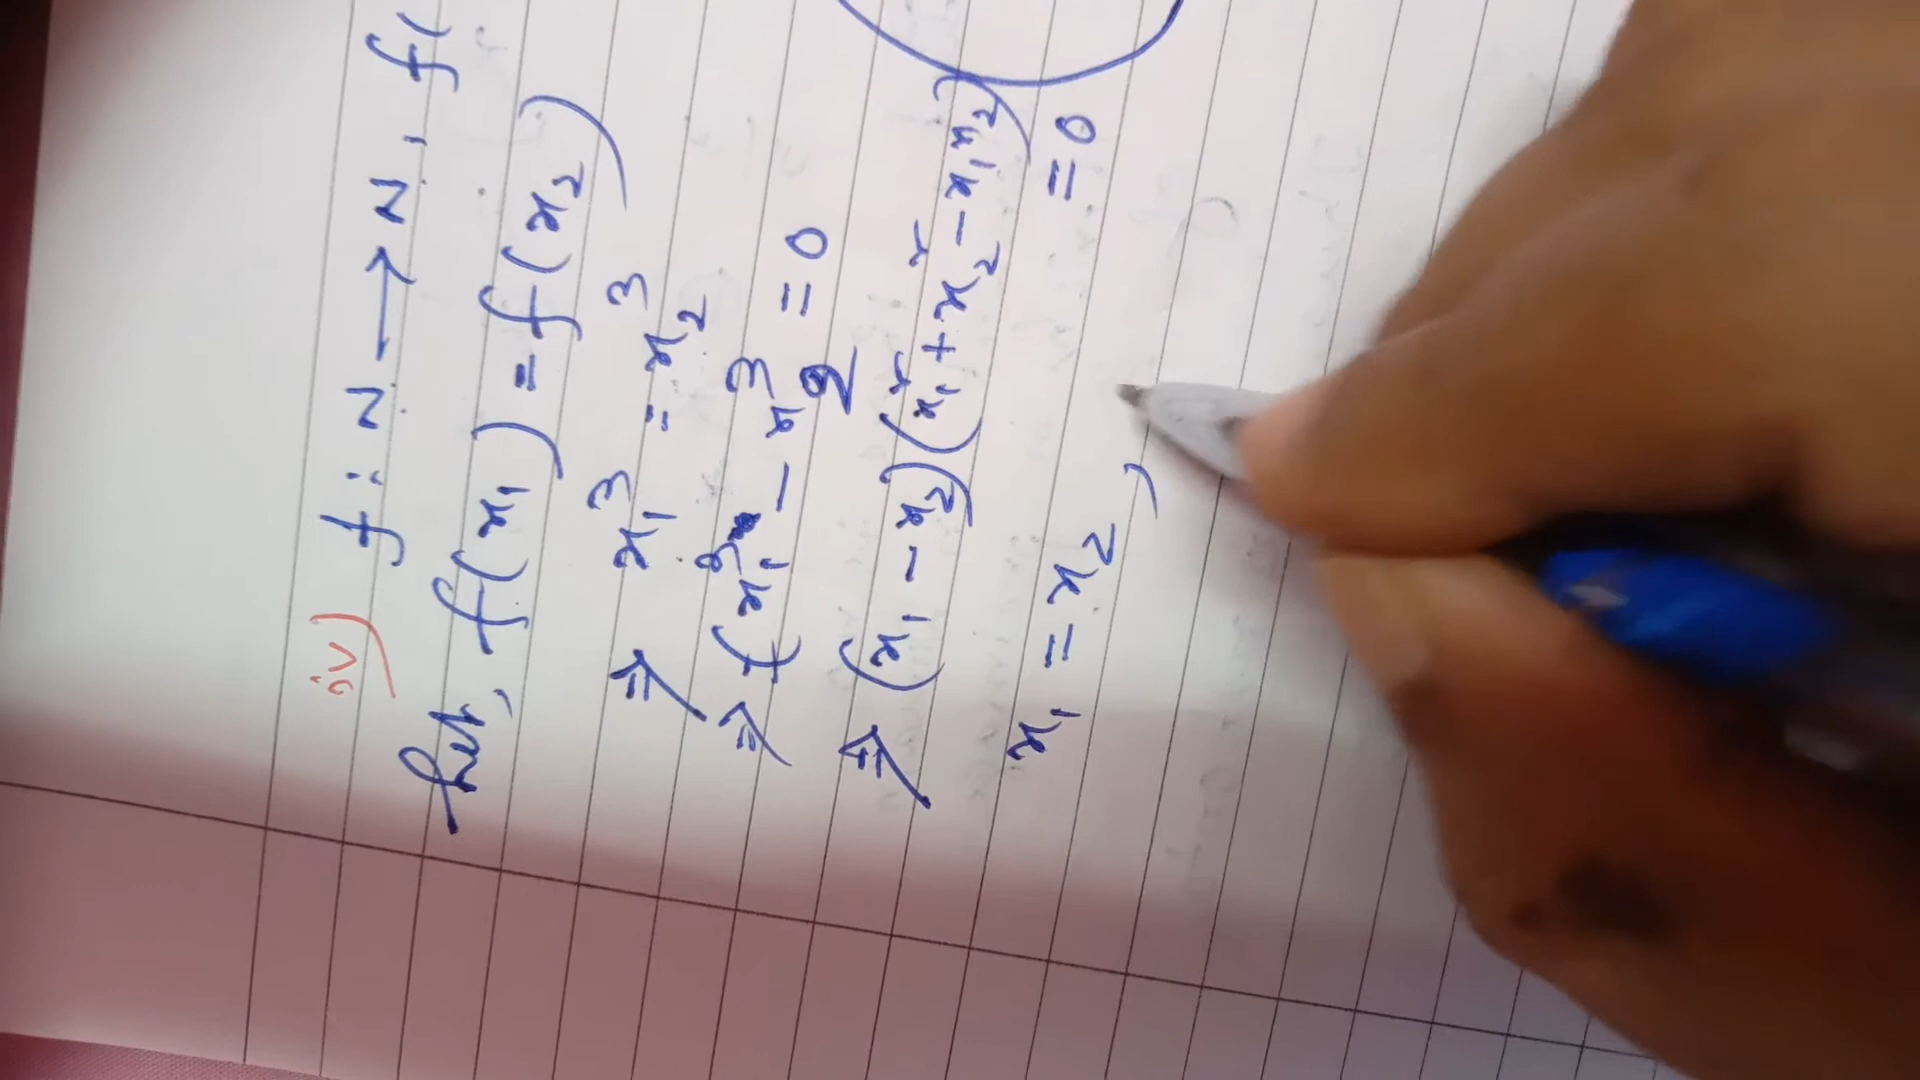 iv) f : N → N, f(
Let, f(x₁) = f(x₂)
⇒ x₁³ = x₂³
⇒ (x₁³ - x₂³ = 0
⇒ (x₁ - x₂)(x₁² + x₂² - x₁x₂) = 0
x₁ = x₂,